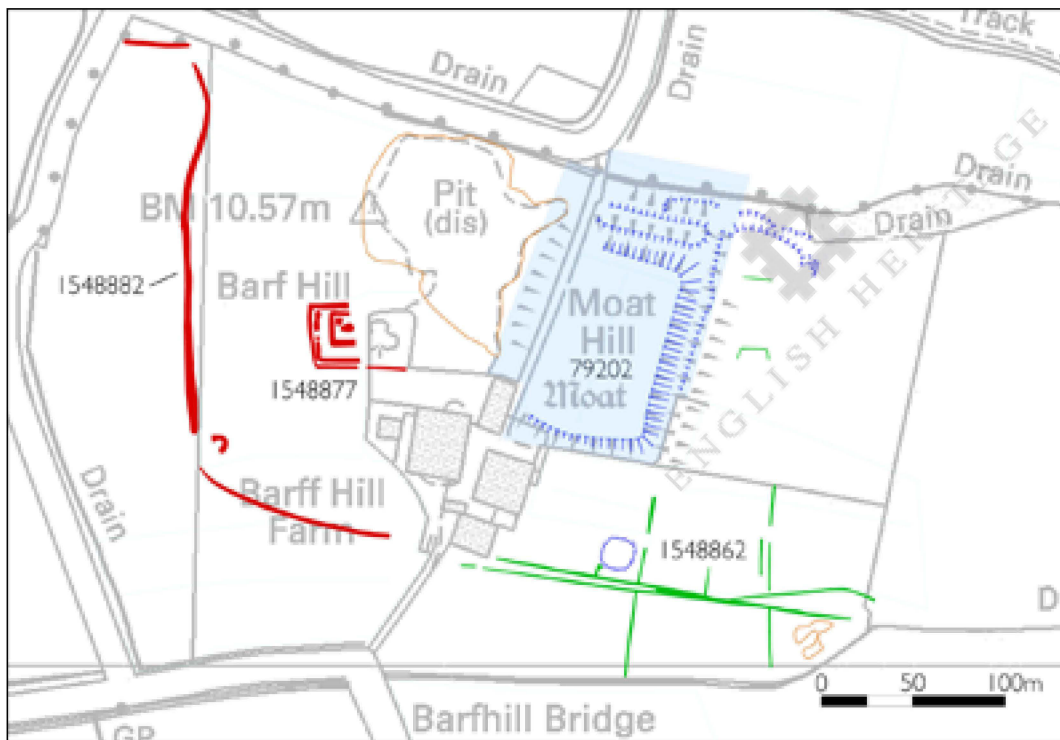 Track
Drain
Drain
Drain
Drain
Pit
(dis)
BM 10.57m
1548882
Barf Hill
Moat
Hill
79202
Moat
1548877
ENGLISH HERITAGE
Drain
Barff Hill
Farm
1548862
D
0 50 100m
Barfhill Bridge
GP